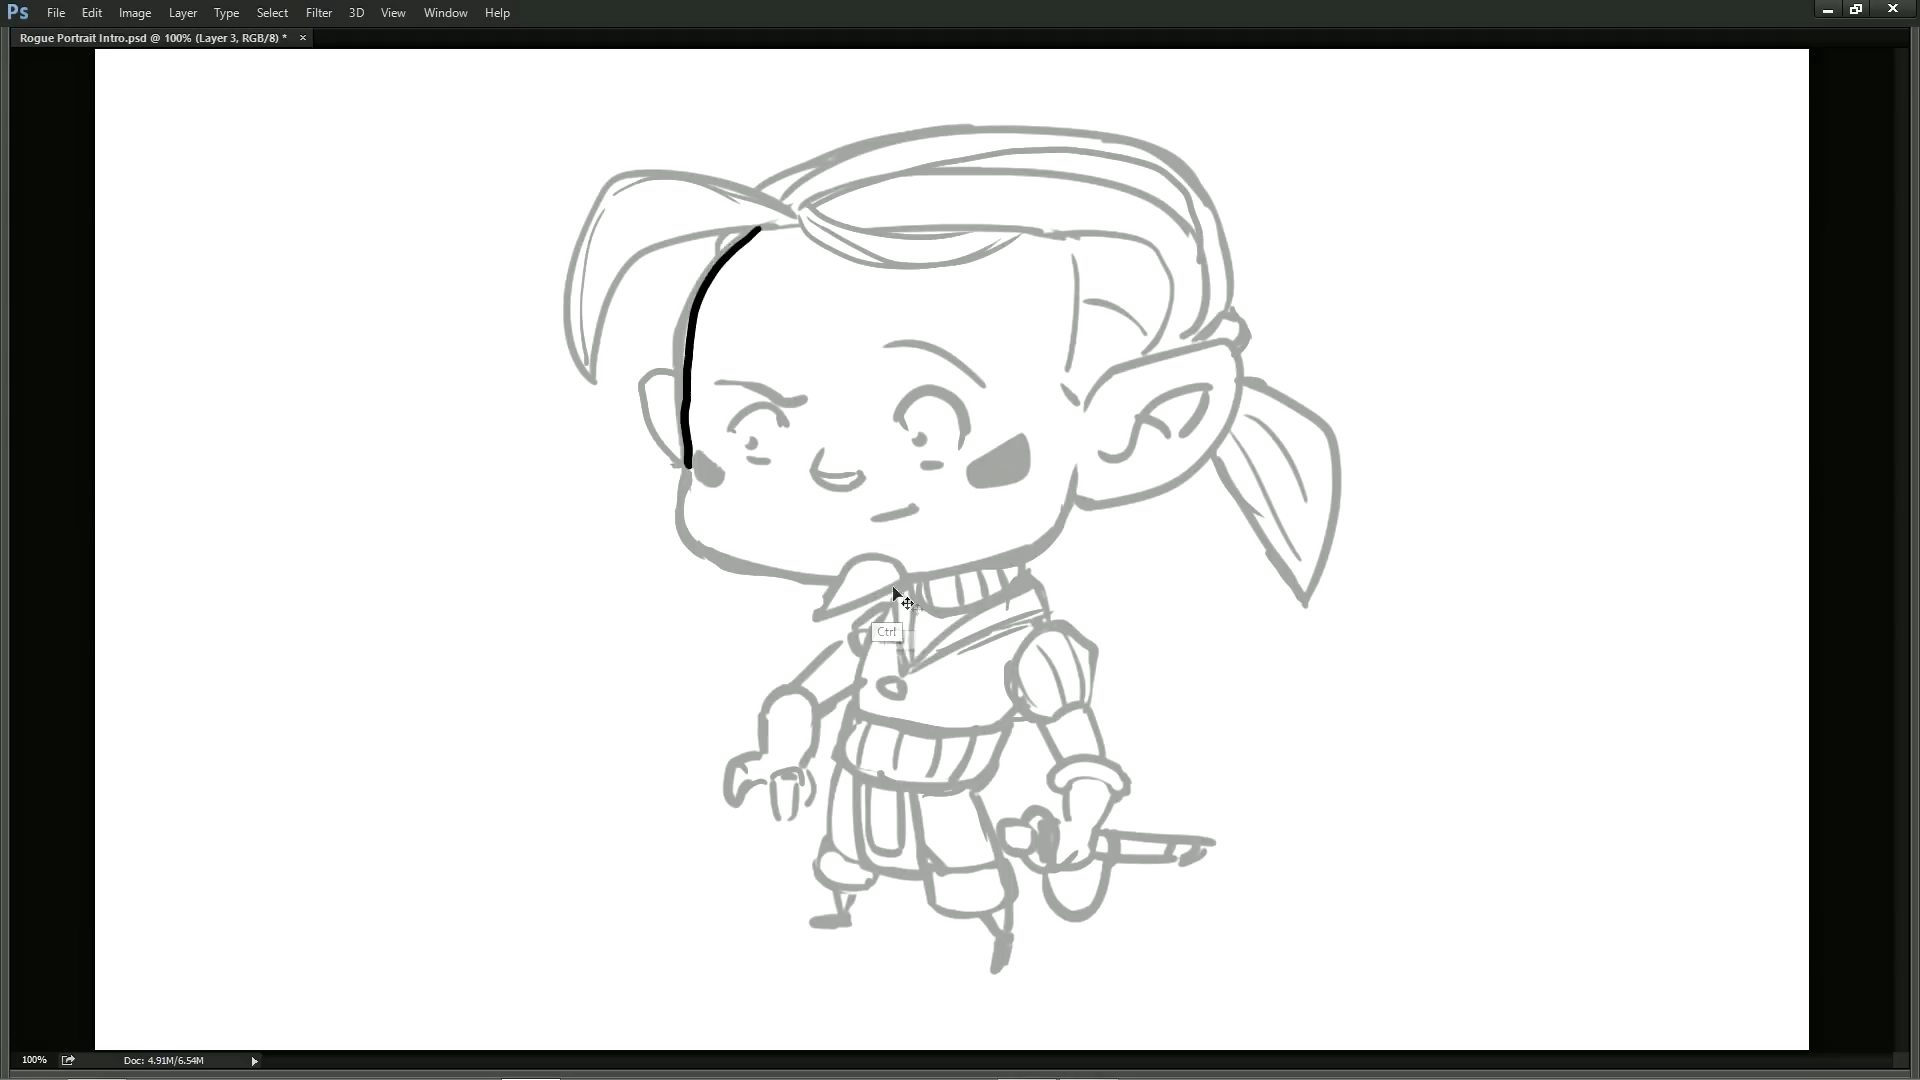 Ps File Edit Image Layer Type Select Filter 3D View Window Help
Rogue Portrait Intro.psd @ 100% (Layer 3, RGB/8) * ×
Ctrl
100% Doc: 4.91M/6.54M